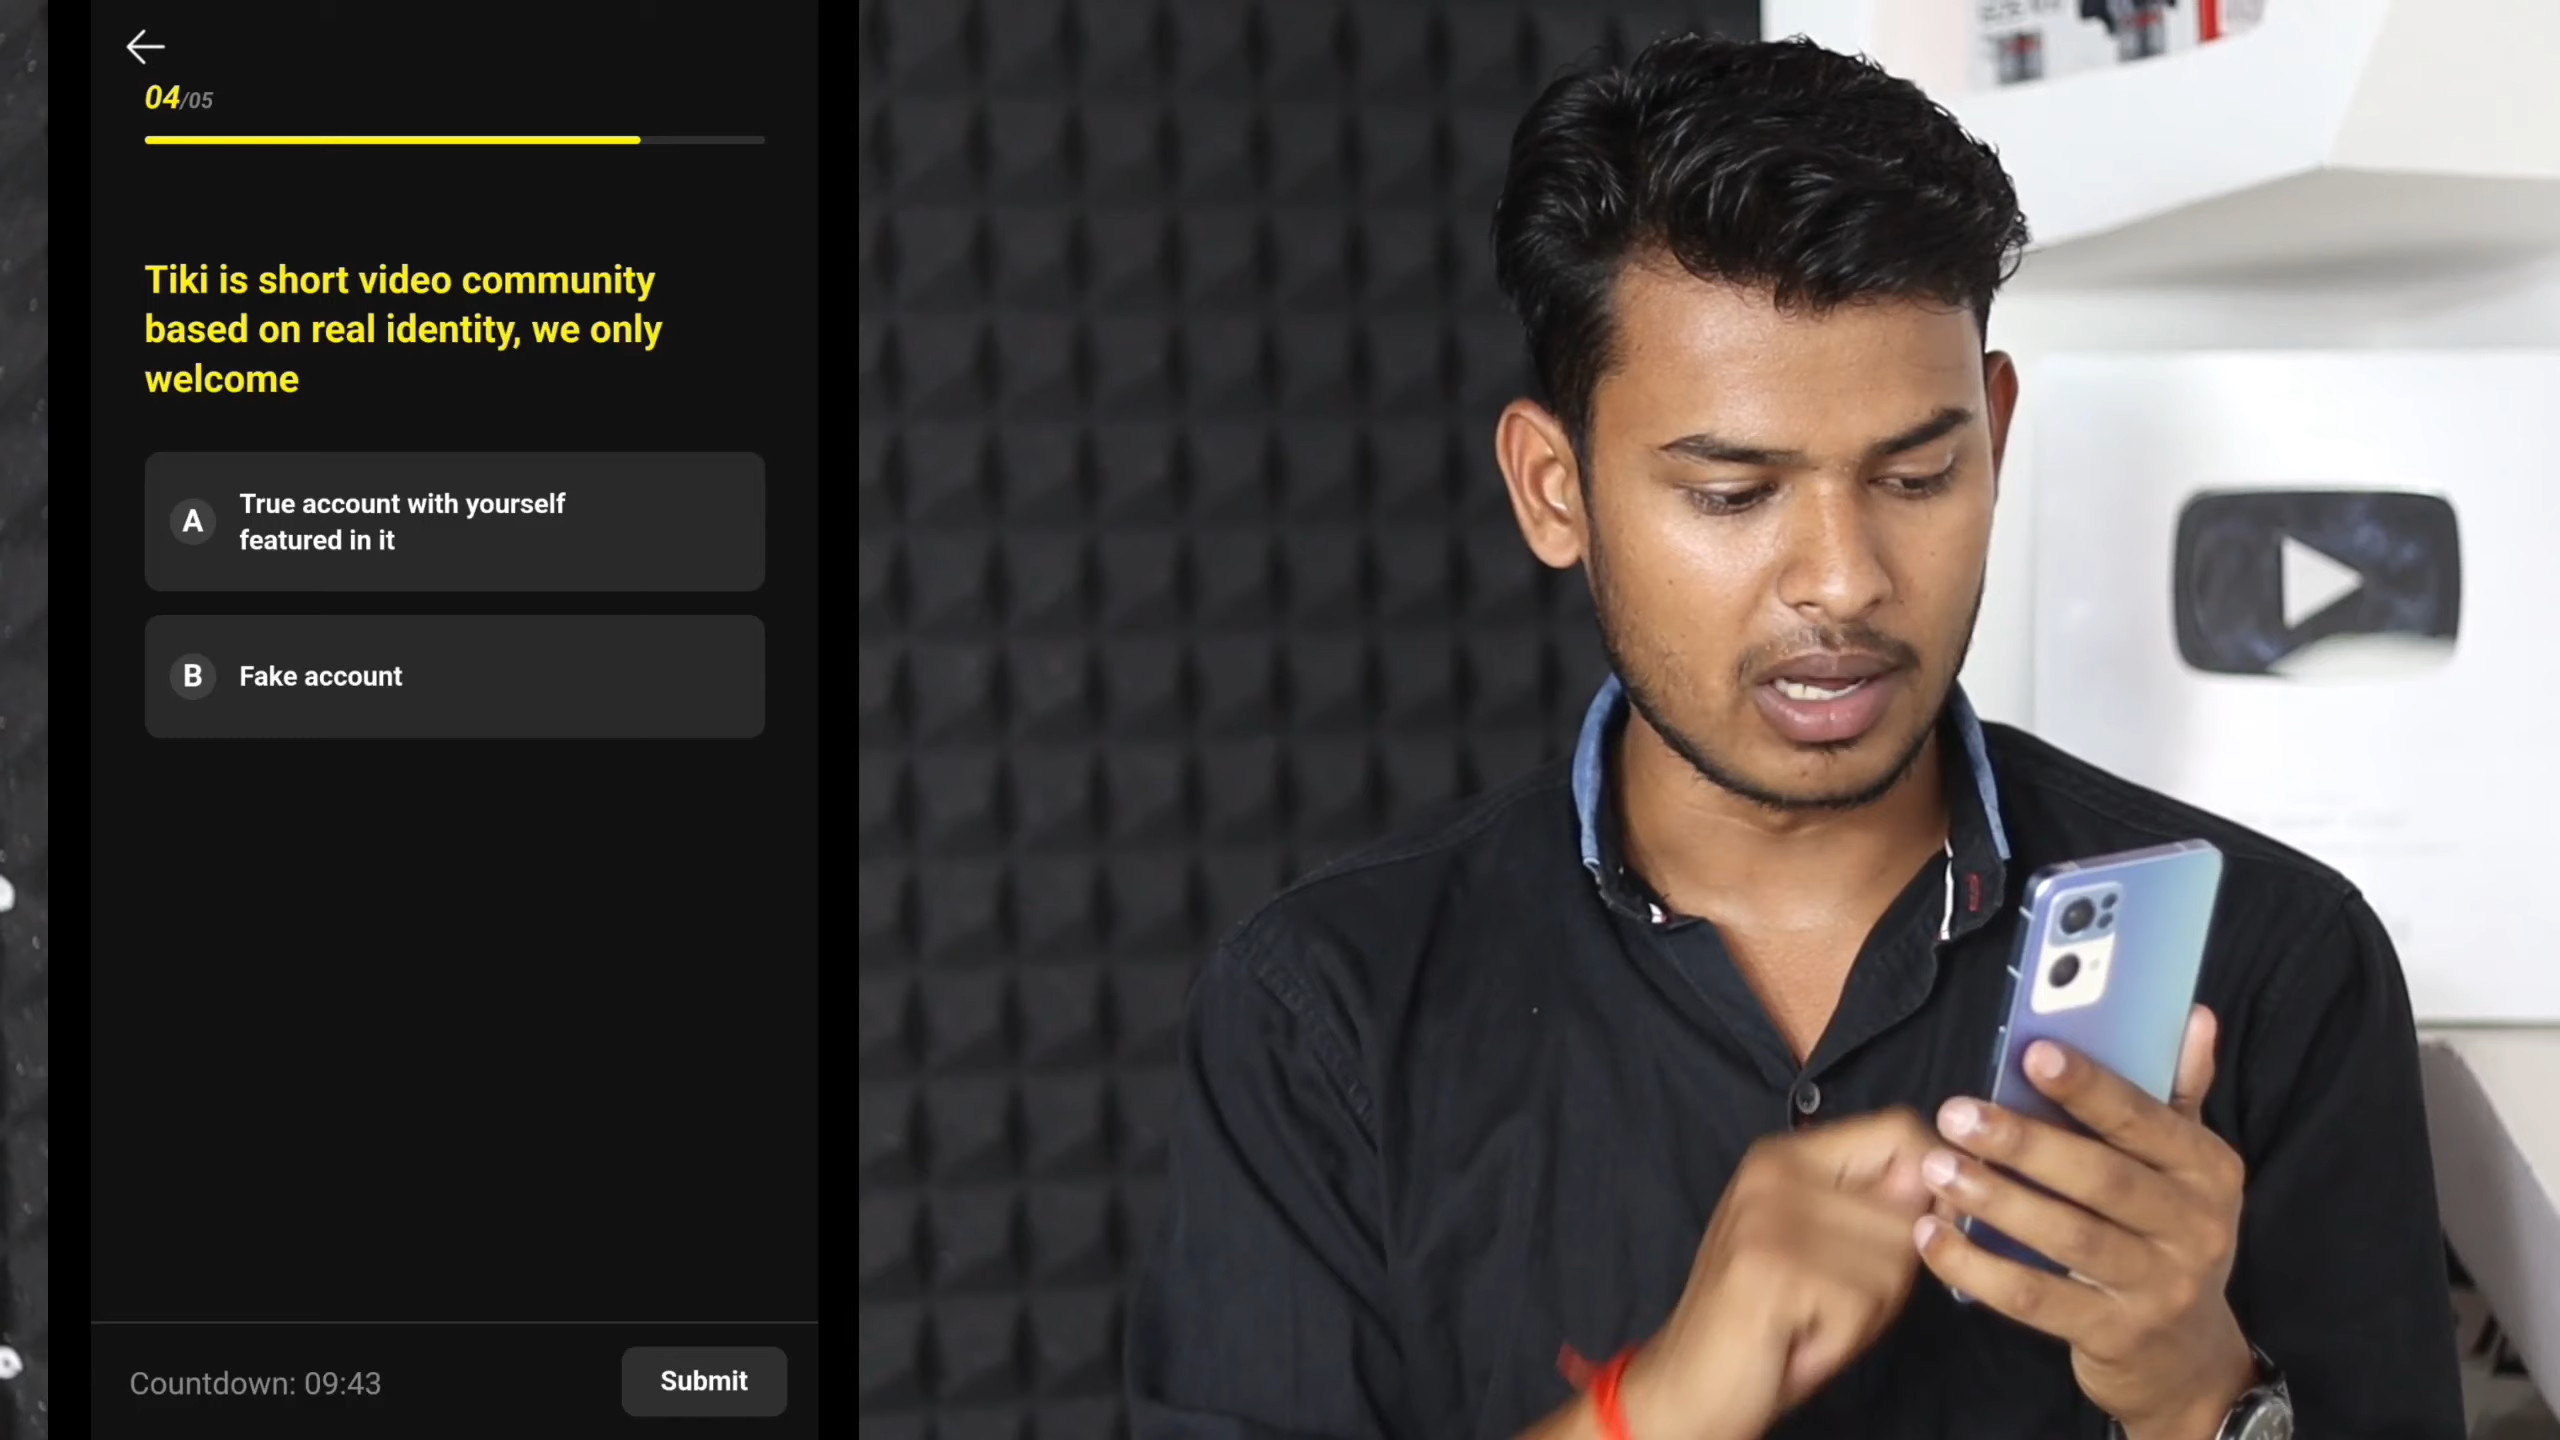 04/05
Tiki is short video community
based on real identity, we only
welcome
A
True account with yourself
featured in it
B
Fake account
Countdown: 09:43
Submit